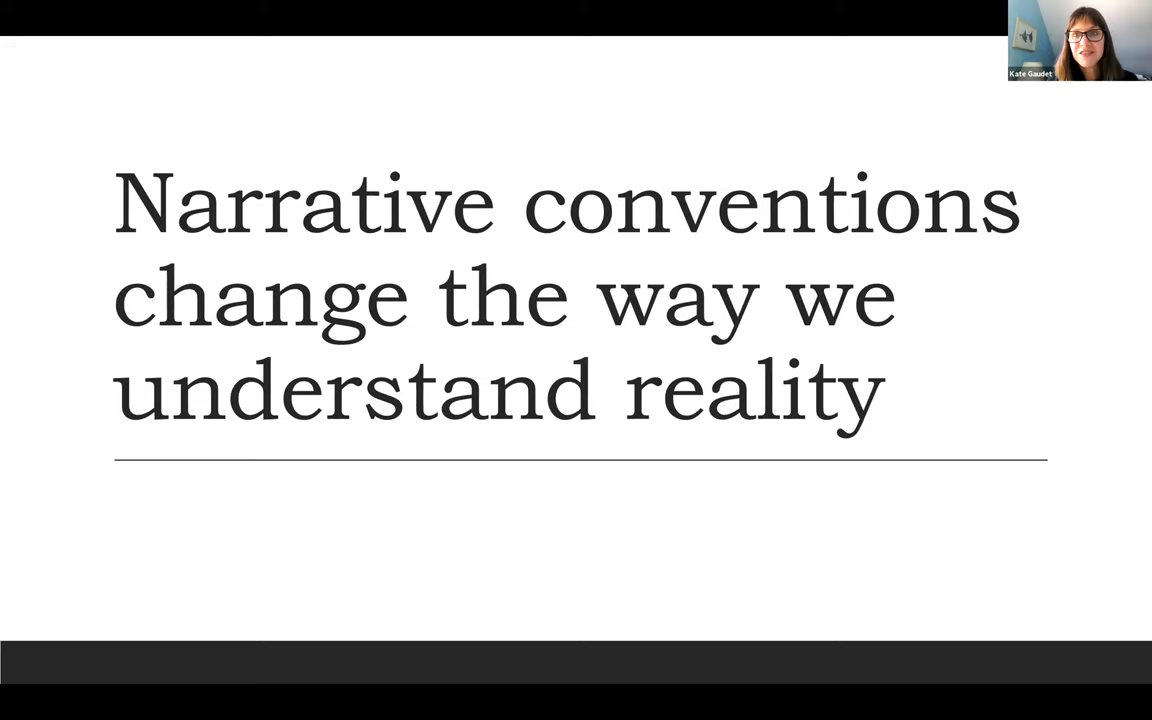 Kate Gaudet
Narrative conventions
change the way we
understand reality